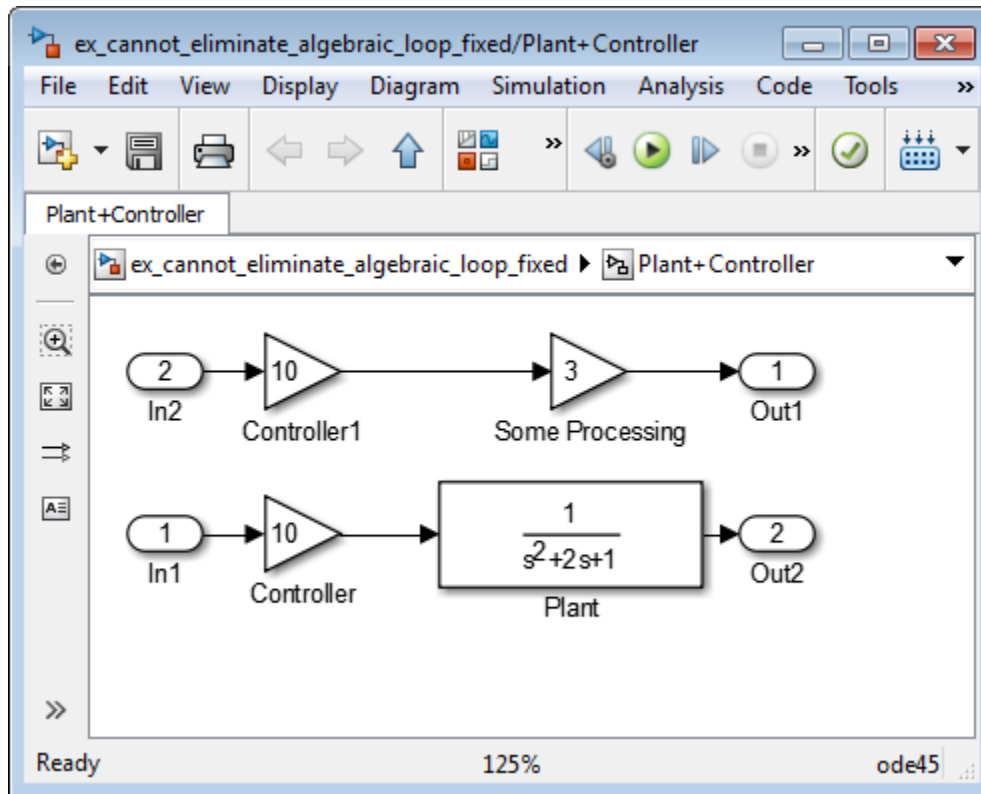 ex_cannot_eliminate_algebraic_loop_fixed/Plant+Controller
File Edit View Display Diagram Simulation Analysis Code Tools »
Plant+Controller
ex_cannot_eliminate_algebraic_loop_fixed Plant+Controller
2 10 3 1
In2 Controller1 Some Processing Out1
1
1 10 s²+2s+1 2
In1 Controller Plant Out2
Ready 125% ode45